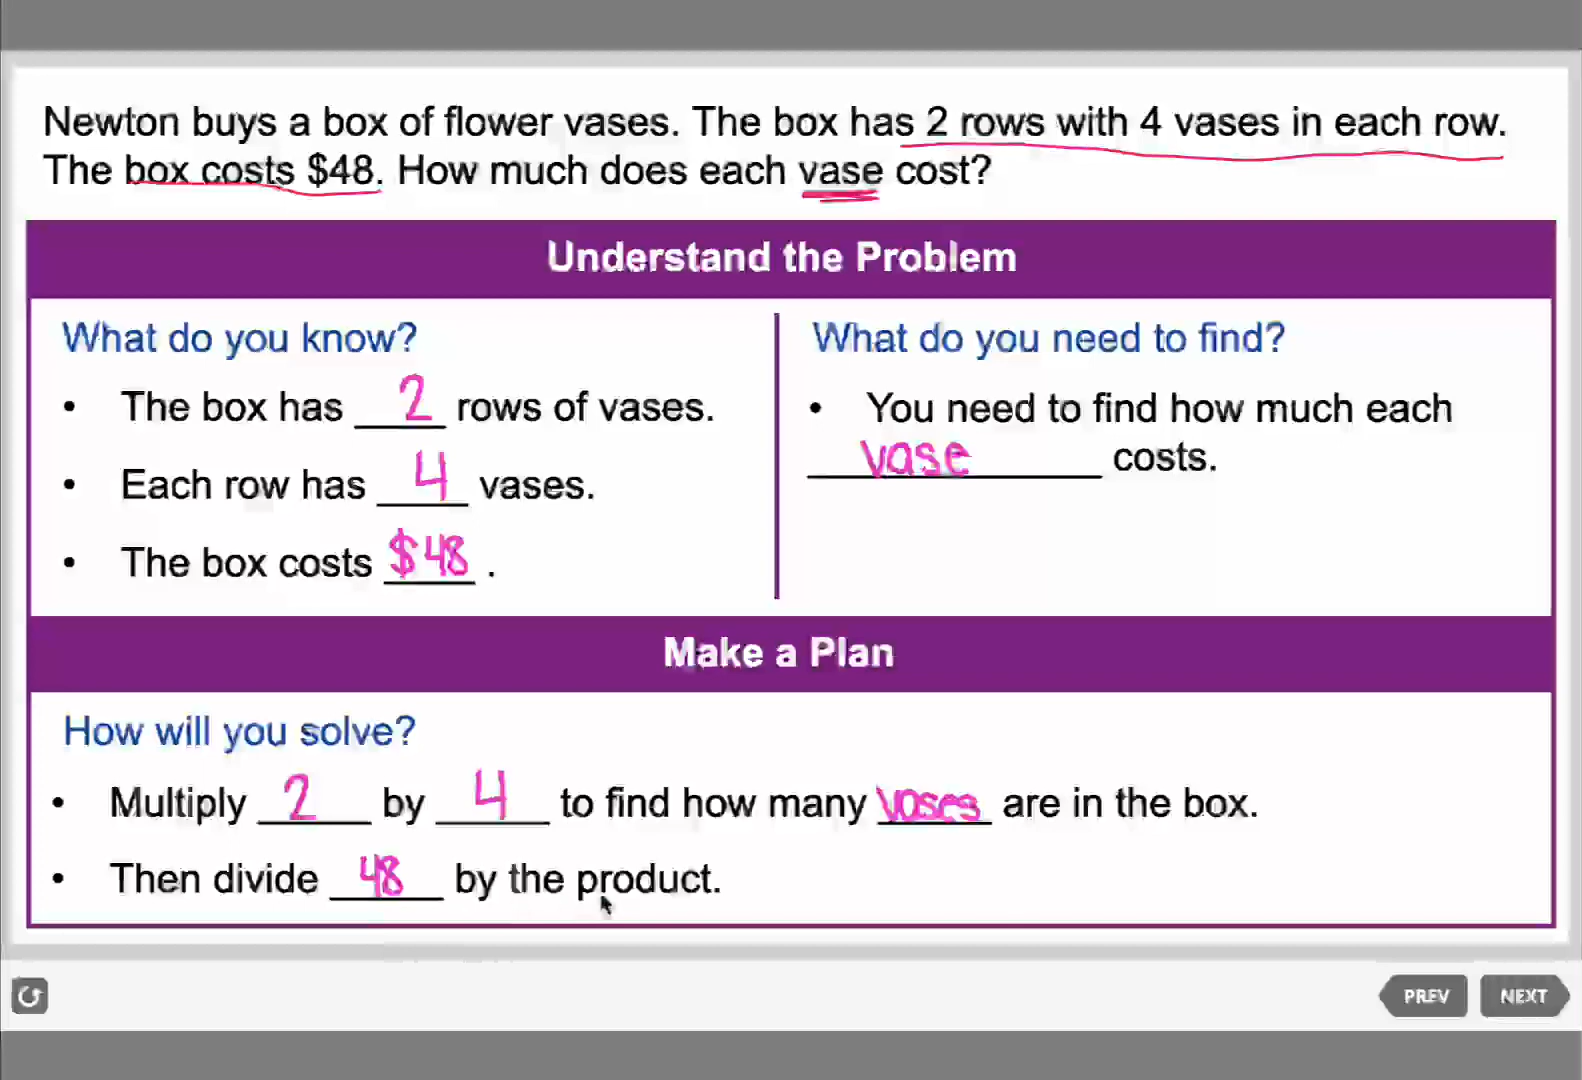 Newton buys a box of flower vases. The box has 2 rows with 4 vases in each row.
The box costs $48. How much does each vase cost?
Understand the Problem
What do you know?
• The box has 2 rows of vases.
• Each row has 4 vases.
• The box costs $48.
What do you need to find?
• You need to find how much each
vase costs.
Make a Plan
How will you solve?
• Multiply 2 by 4 to find how many vases are in the box.
• Then divide 48 by the product.
PREV
NEXT